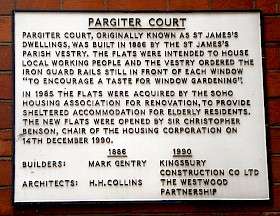 PARGITER COURT
PARGITER COURT, ORIGINALLY KNOWN AS ST JAMES'S
DWELLINGS, WAS BUILT IN 1886 BY THE ST JAMES'S
PARISH VESTRY. THE FLATS WERE INTENDED TO HOUSE
LOCAL WORKING PEOPLE AND THE VESTRY ORDERED THE
IRON GUARD RAILS STILL IN FRONT OF EACH WINDOW
"TO ENCOURAGE A TASTE FOR WINDOW GARDENING".
IN 1985 THE FLATS WERE ACQUIRED BY THE SOHO
HOUSING ASSOCIATION FOR RENOVATION, TO PROVIDE
SHELTERED ACCOMMODATION FOR ELDERLY RESIDENTS.
THE NEW FLATS WERE OPENED BY SIR CHRISTOPHER
BENSON, CHAIR OF THE HOUSING CORPORATION ON
14TH DECEMBER 1990.
1886 1990
BUILDERS: MARK GENTRY KINGSBURY
CONSTRUCTION CO LTD
ARCHITECTS: H.H.COLLINS THE WESTWOOD
PARTNERSHIP